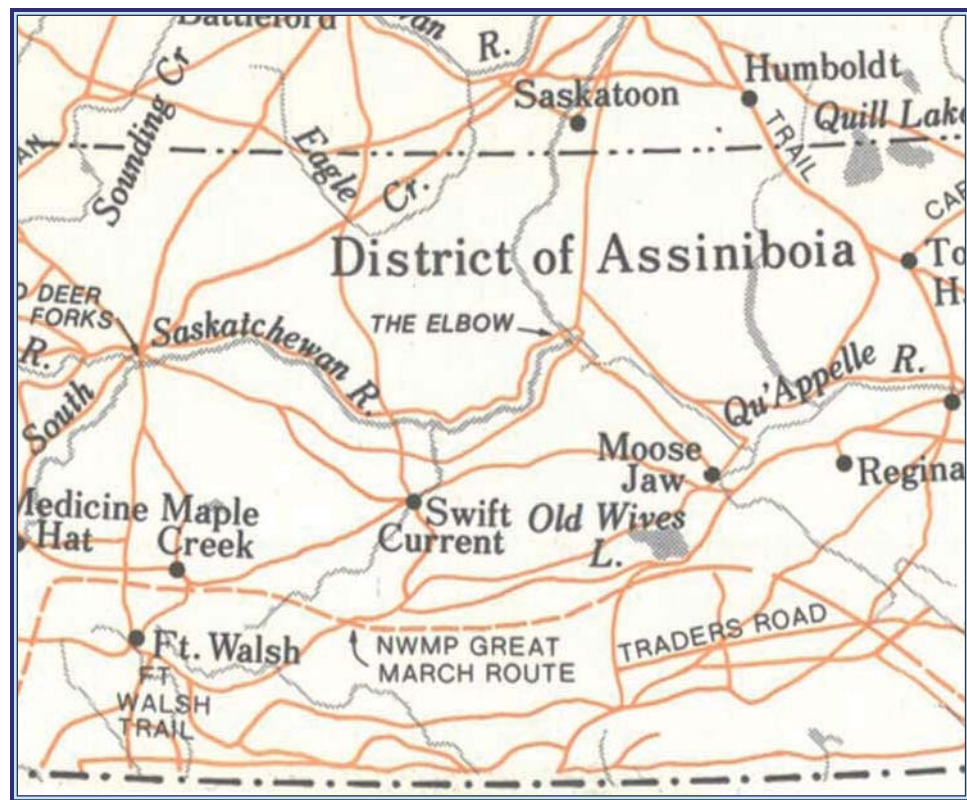 Battleford
R.
Humboldt
Saskatoon
Quill Lake
Sounding Cr
Eagle Cr.
TRAIL
District of Assiniboia
DEER
FORKS
THE ELBOW
Saskatchewan R.
R.
South
Qu'Appelle R.
Moose
Jaw
Regina
Medicine
Hat
Maple
Creek
Swift
Current
Old Wives
L.
Ft. Walsh
NWMP GREAT
MARCH ROUTE
TRADERS ROAD
FT
WALSH
TRAIL